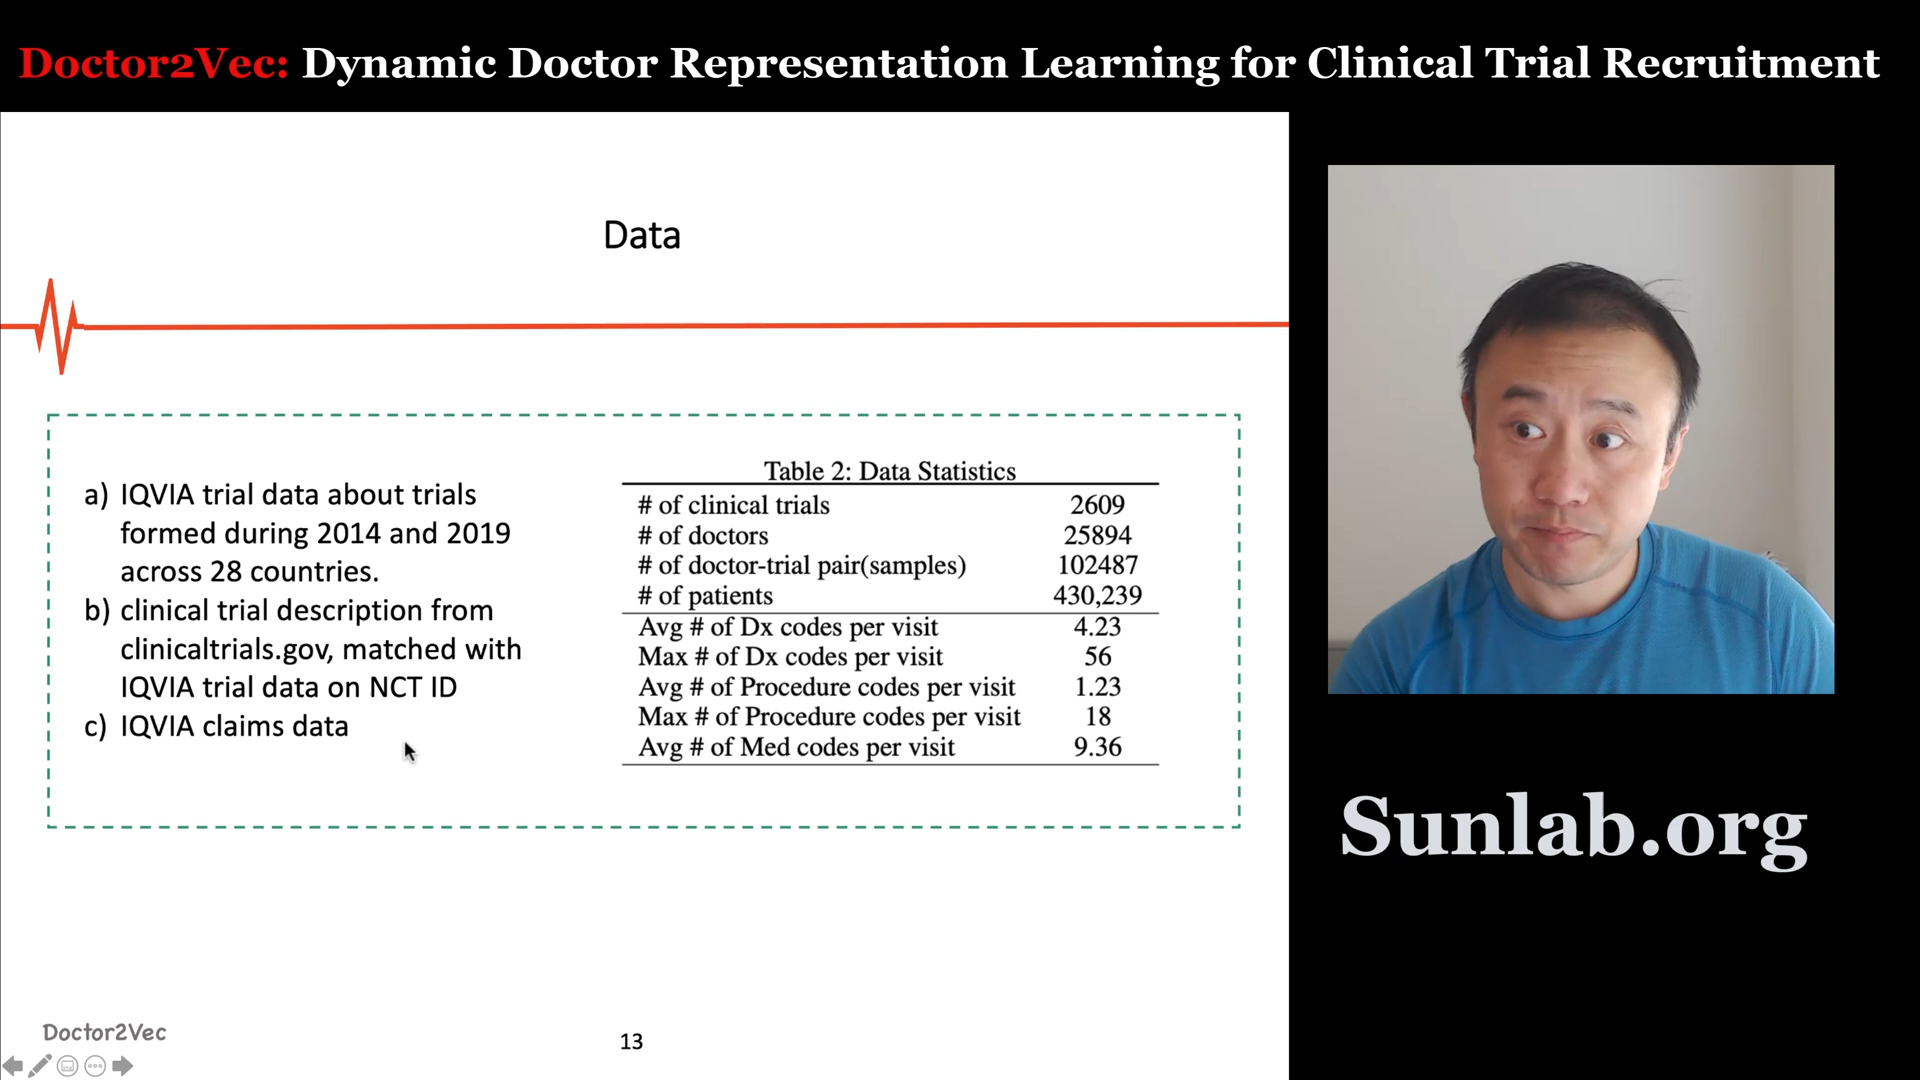 Doctor2Vec: Dynamic Doctor Representation Learning for Clinical Trial Recruitment
Data
a) IQVIA trial data about trials
formed during 2014 and 2019
across 28 countries.
b) clinical trial description from
clinicaltrials.gov, matched with
IQVIA trial data on NCT ID
c) IQVIA claims data
Table 2: Data Statistics
# of clinical trials 2609
# of doctors 25894
# of doctor-trial pair(samples) 102487
# of patients 430,239
Avg # of Dx codes per visit 4.23
Max # of Dx codes per visit 56
Avg # of Procedure codes per visit 1.23
Max # of Procedure codes per visit 18
Avg # of Med codes per visit 9.36
Sunlab.org
Doctor2Vec
13